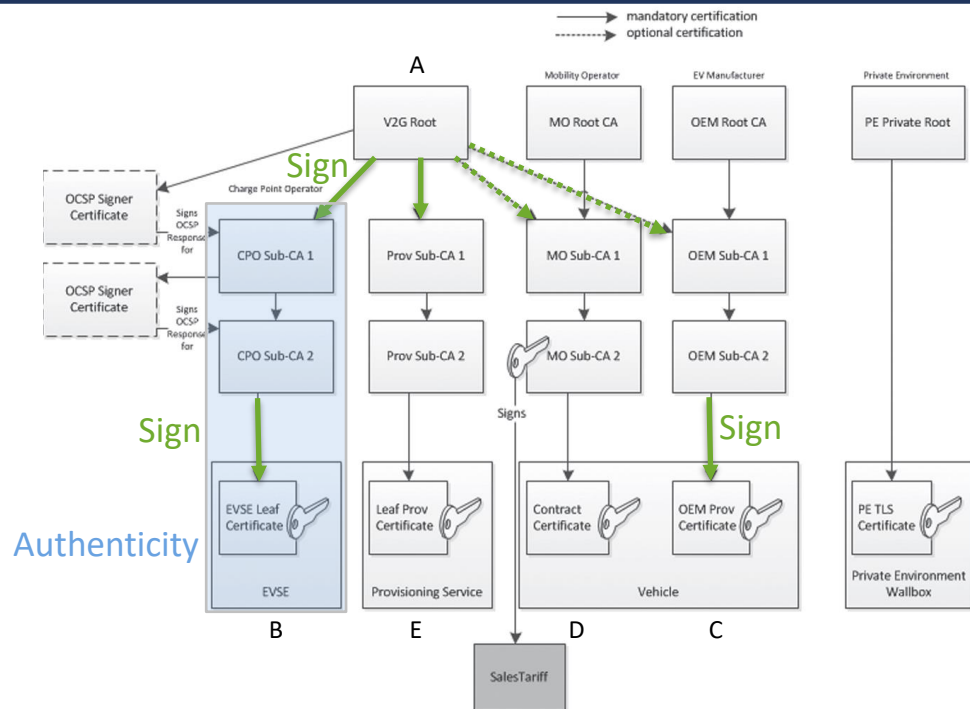 mandatory certification
optional certification
A
Mobility Operator
EV Manufacturer
Private Environment
V2G Root
MO Root CA
OEM Root CA
PE Private Root
Sign
Charge Point Operator
OCSP Signer
Certificate
Signs
OCSP
Response
for
CPO Sub-CA 1
Prov Sub-CA 1
MO Sub-CA 1
OEM Sub-CA 1
OCSP Signer
Certificate
Signs
OCSP
Response
for
CPO Sub-CA 2
Prov Sub-CA 2
MO Sub-CA 2
OEM Sub-CA 2
Signs
Sign
Sign
EVSE Leaf
Certificate
Leaf Prov
Certificate
Contract
Certificate
OEM Prov
Certificate
PE TLS
Certificate
Authenticity
EVSE
Provisioning Service
Vehicle
Private Environment
Wallbox
B
E
D
C
SalesTariff